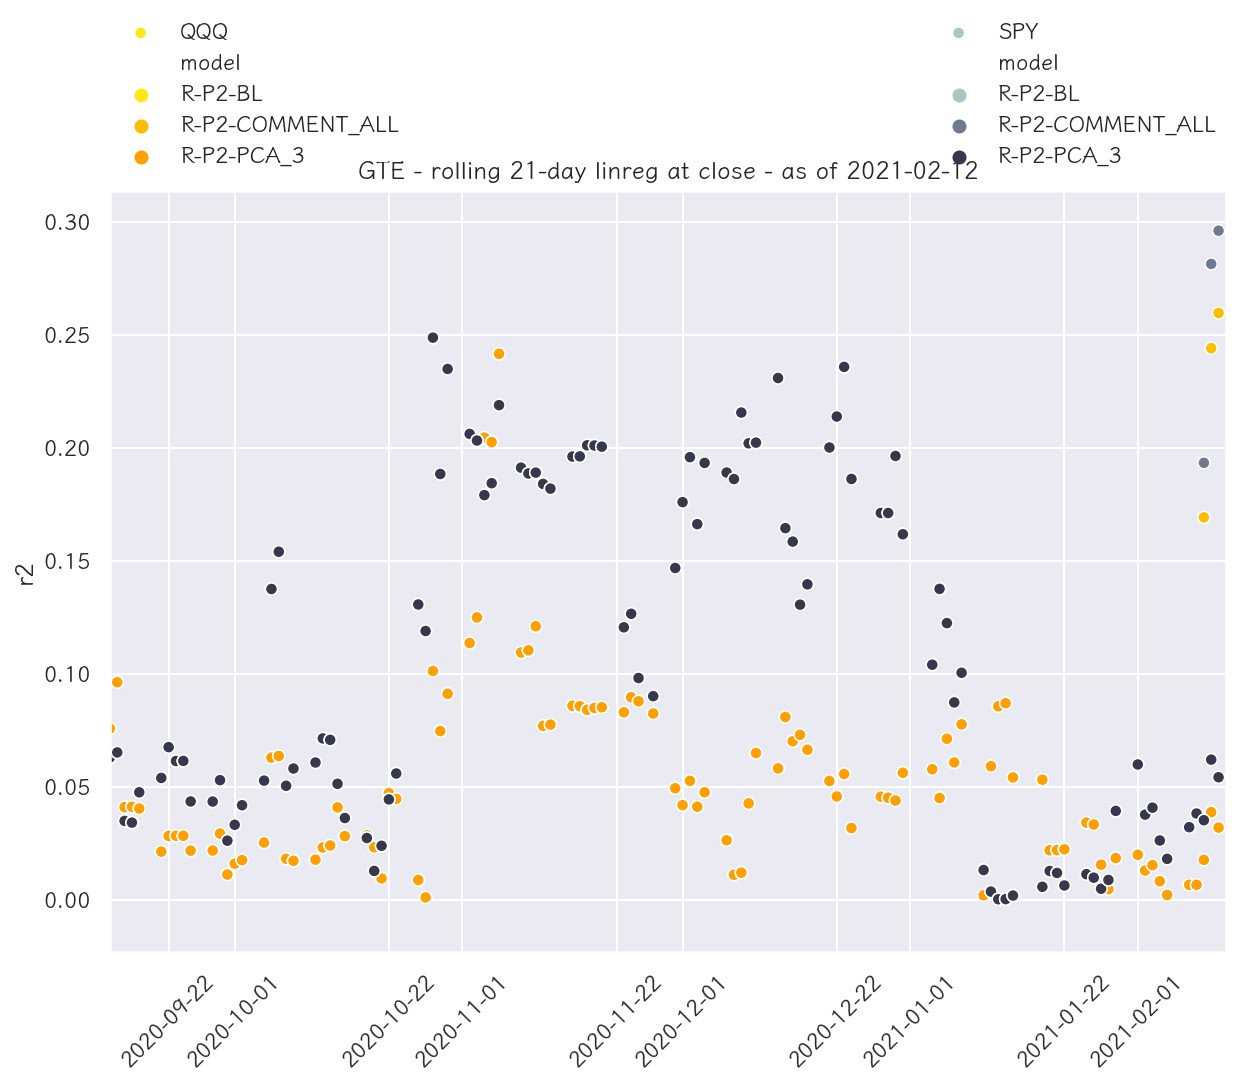 QQQ
model
R-P2-BL
R-P2-COMMENT_ALL
R-P2-PCA_3
SPY
model
R-P2-BL
R-P2-COMMENT_ALL
R-P2-PCA_3
GTE - rolling 21-day linreg at close - as of 2021-02-12
0.30
0.25
0.20
0.15
0.10
0.05
0.00
r2
2020-09-22
2020-10-01
2020-10-22
2020-11-01
2020-11-22
2020-12-01
2020-12-22
2021-01-01
2021-01-22
2021-02-01